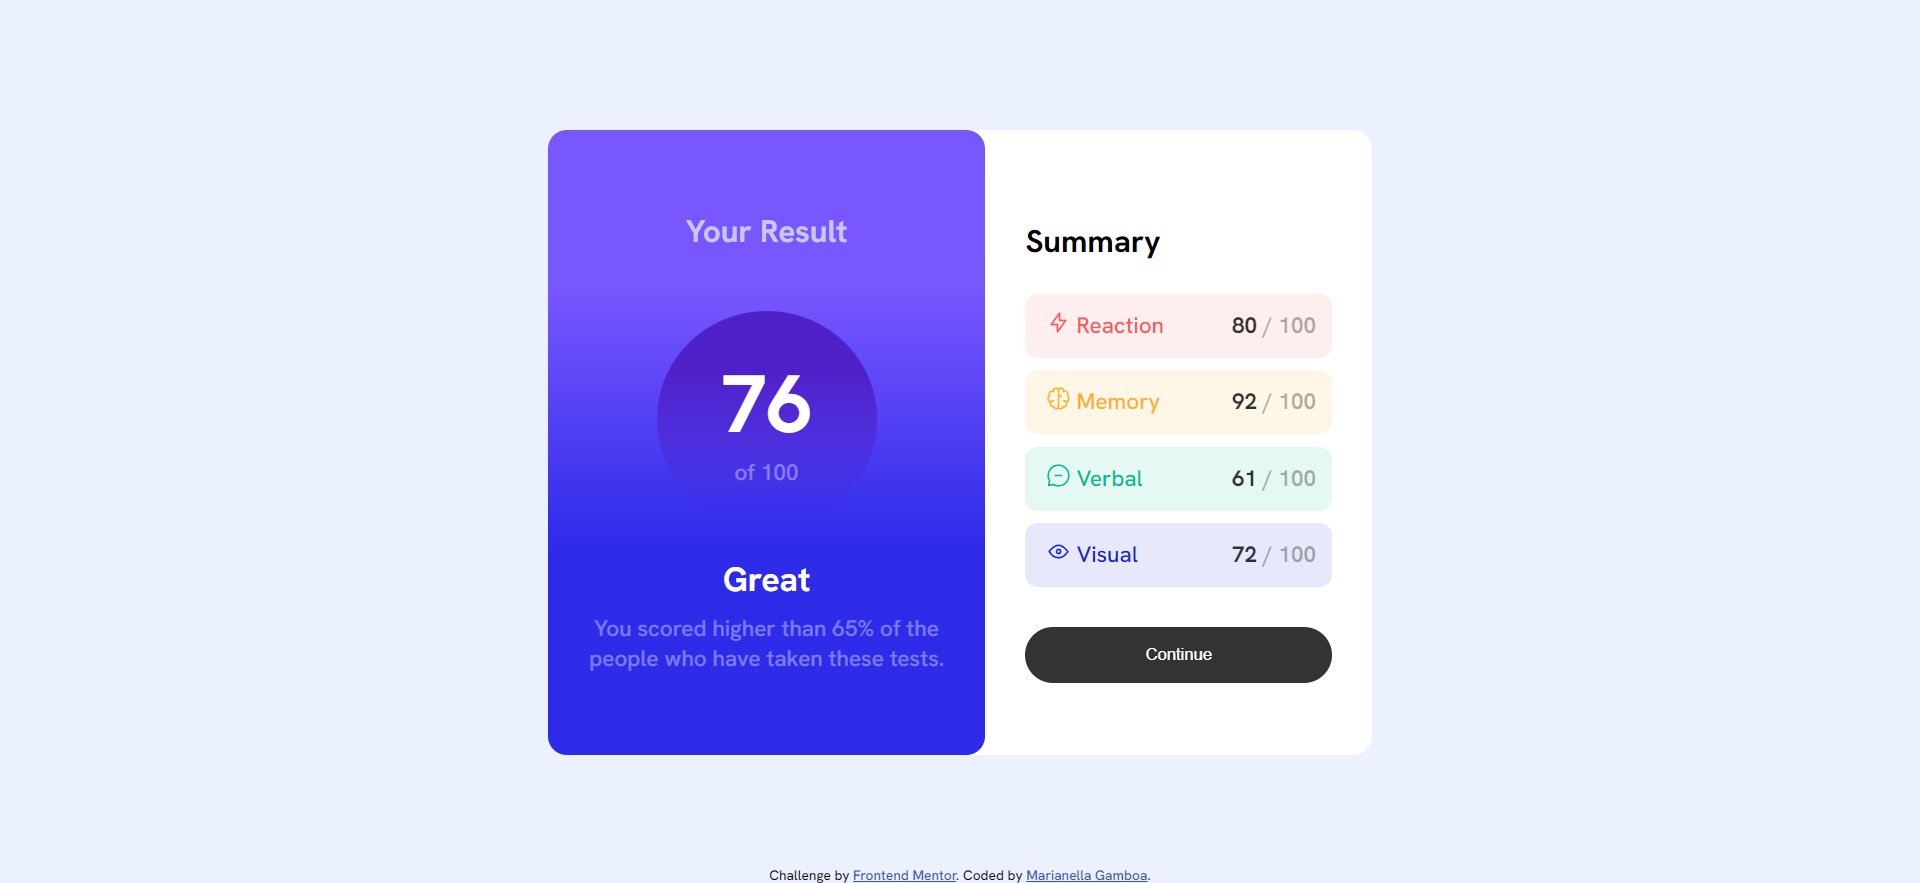 Your Result
76
of 100
Great
You scored higher than 65% of the
people who have taken these tests.
Summary
Reaction 80 / 100
Memory 92 / 100
Verbal 61 / 100
Visual 72 / 100
Continue
Challenge by Frontend Mentor. Coded by Marianella Gamboa.